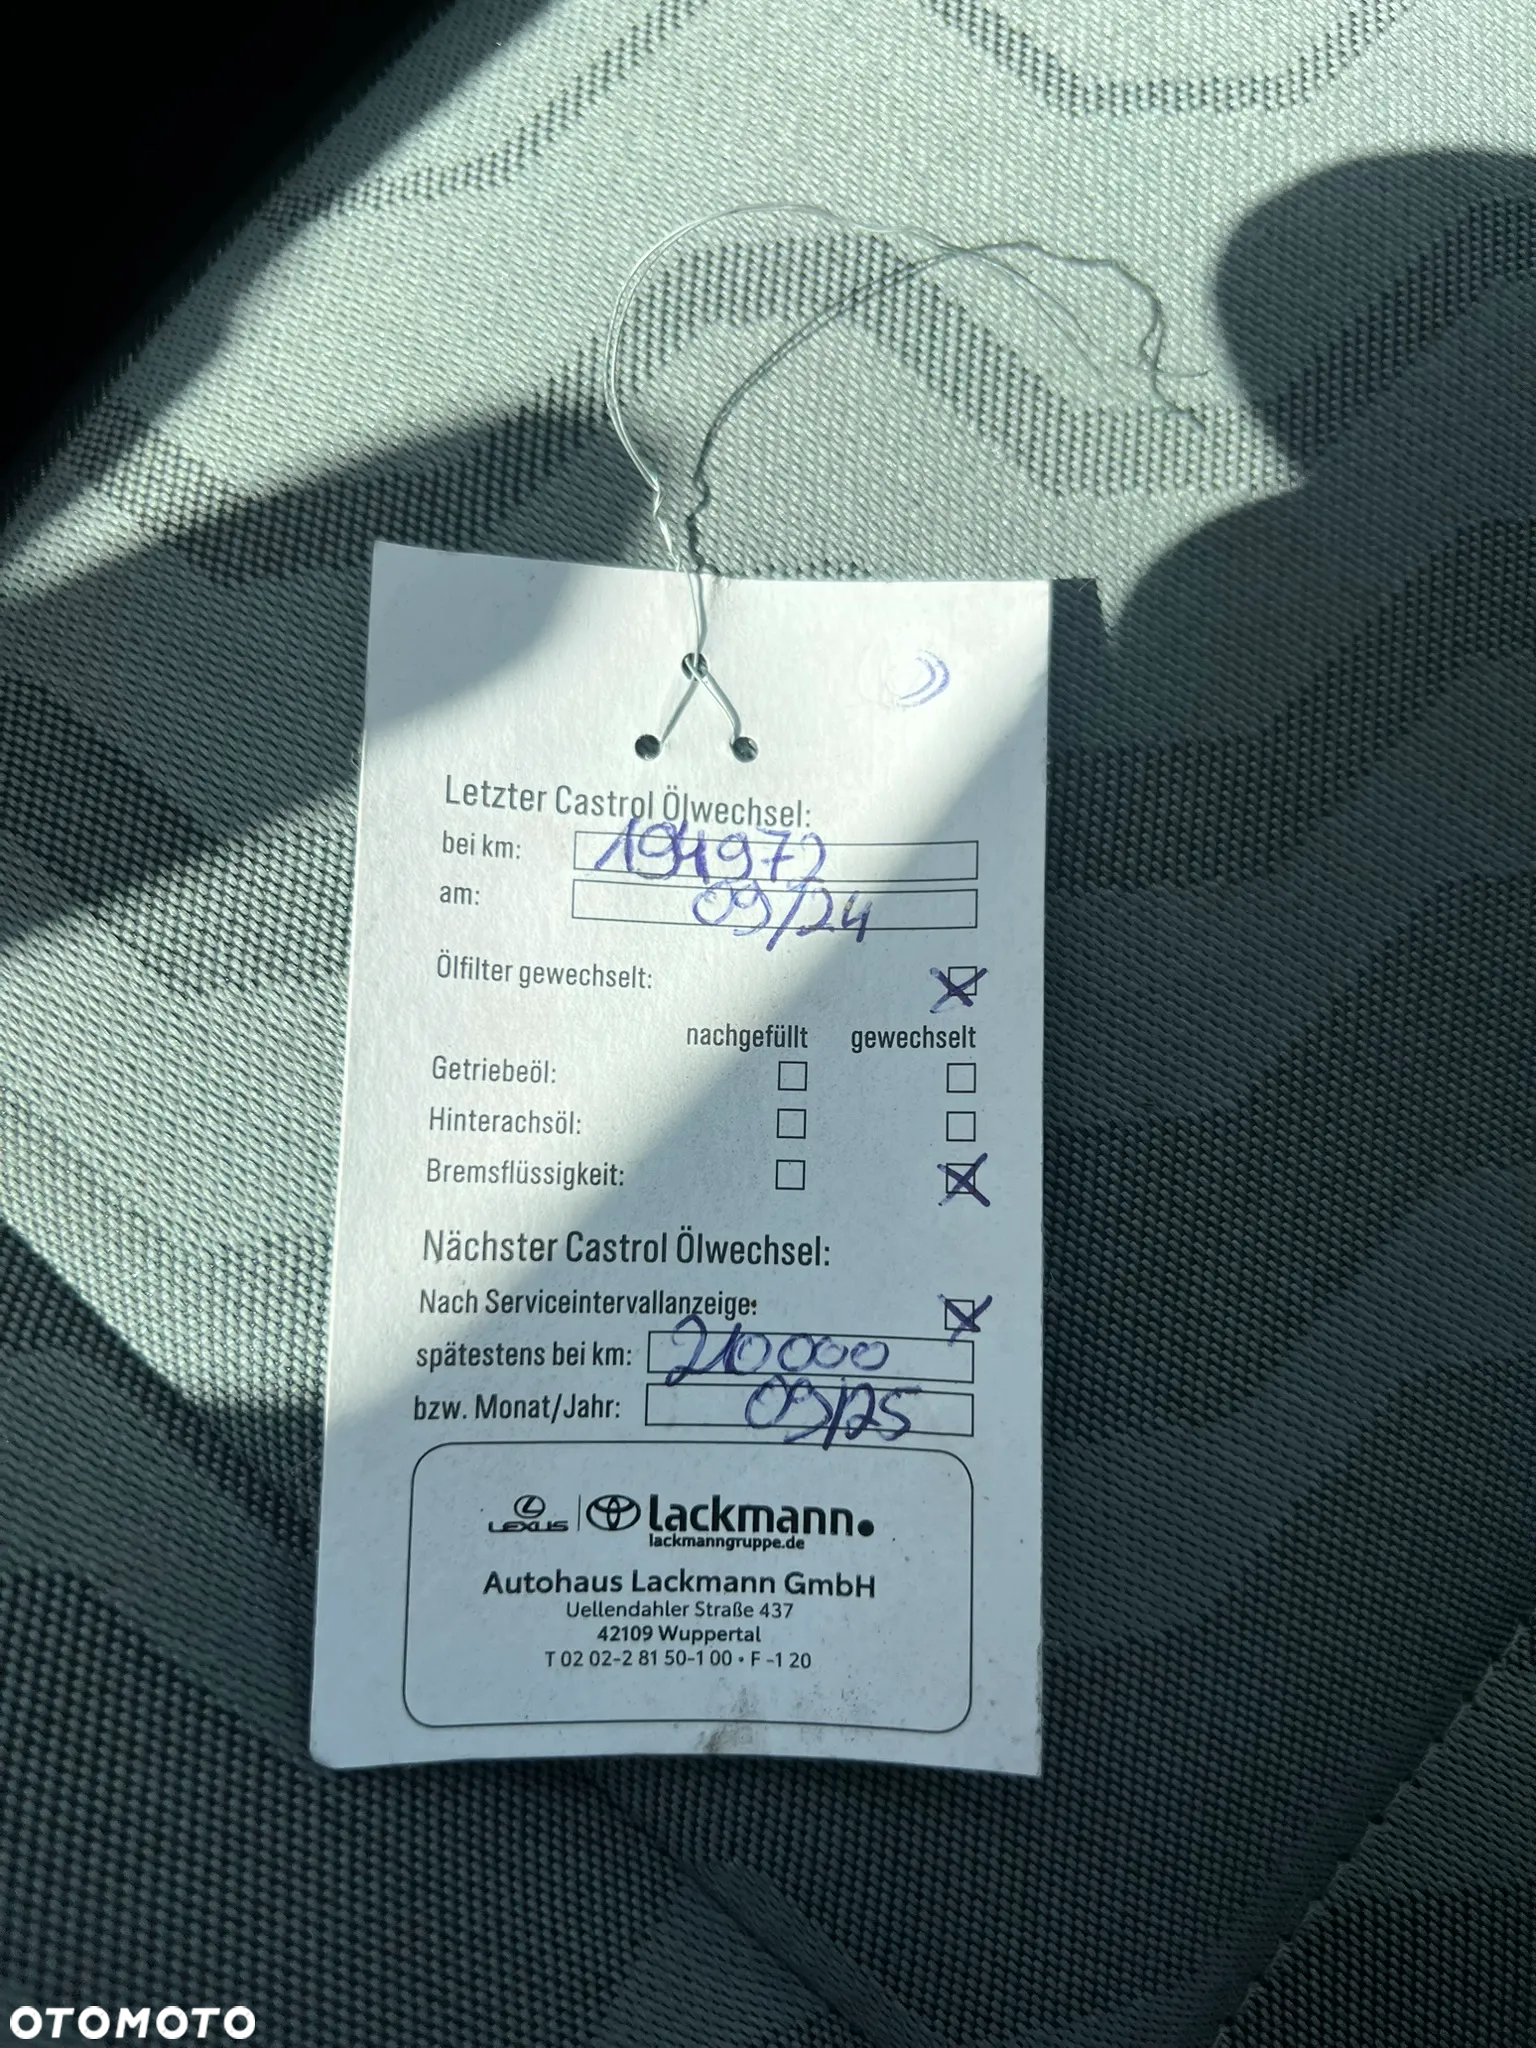 Letzter Castrol Ölwechsel:
bei km: 194972
am: 09/24
Ölfilter gewechselt:
nachgefüllt gewechselt
Getriebeöl:
Hinterachsöl:
Bremsflüssigkeit:
Nächster Castrol Ölwechsel:
Nach Serviceintervallanzeige:
spätestens bei km: 210000
bzw. Monat/Jahr: 09/25
LEXUS lackmann.
lackmanngruppe.de
Autohaus Lackmann GmbH
Uellendahler Straße 437
42109 Wuppertal
T 02 02-2 81 50-1 00 • F -1 20
OTOMOTO